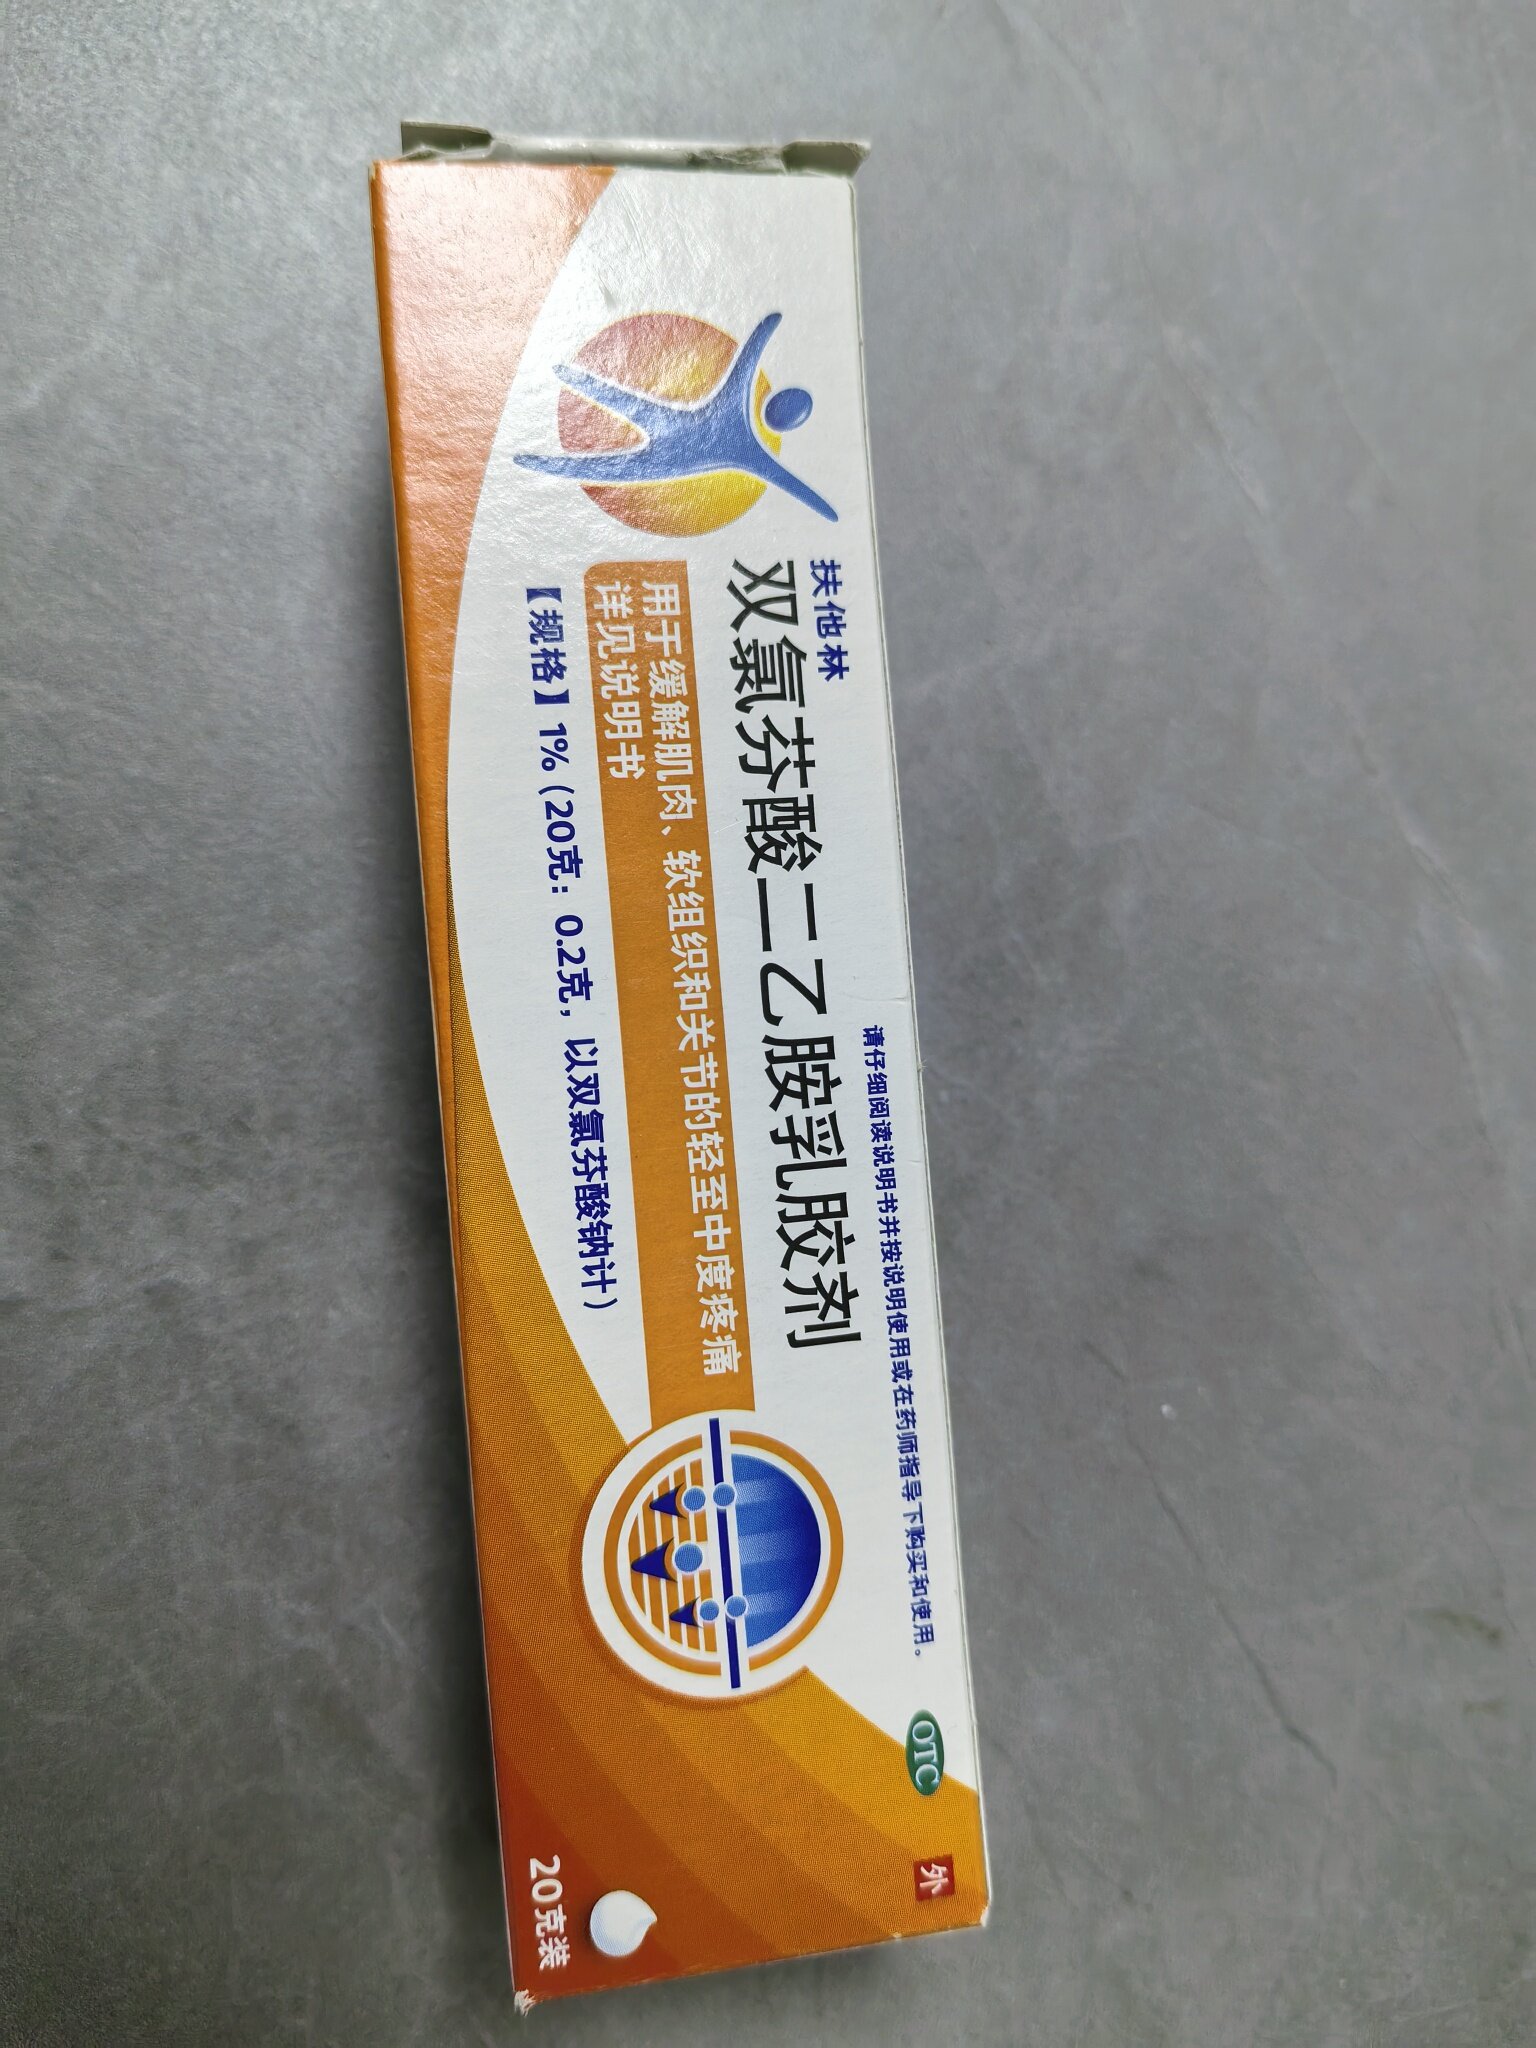 请仔细阅读说明书并按说明使用或在药师指导下购买和使用。
OTC
外
扶他林
双氯芬酸二乙胺乳胶剂
用于缓解肌肉、软组织和关节的轻至中度疼痛
详见说明书
【规格】1%(20克:0.2克,以双氯芬酸钠计)
20克装